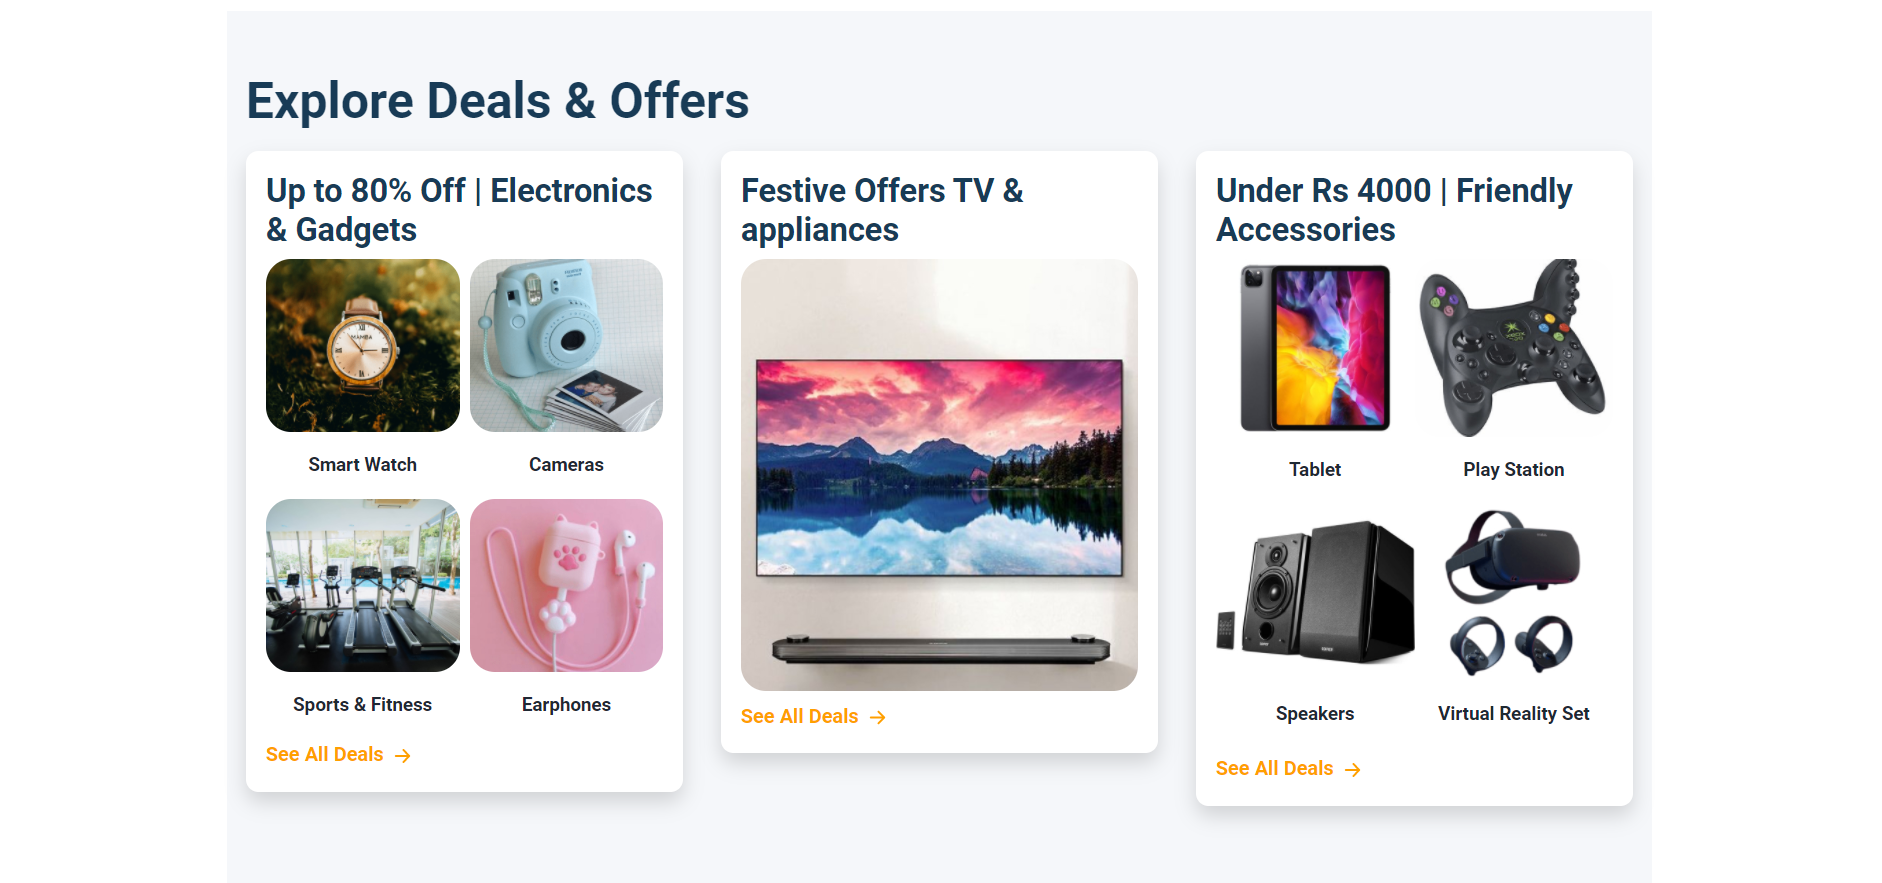 Explore Deals & Offers
Up to 80% Off | Electronics
& Gadgets
MAMBA
Smart Watch
Cameras
Sports & Fitness
Earphones
See All Deals →
Festive Offers TV &
appliances
See All Deals →
Under Rs 4000 | Friendly
Accessories
Tablet
Play Station
Speakers
Virtual Reality Set
See All Deals →